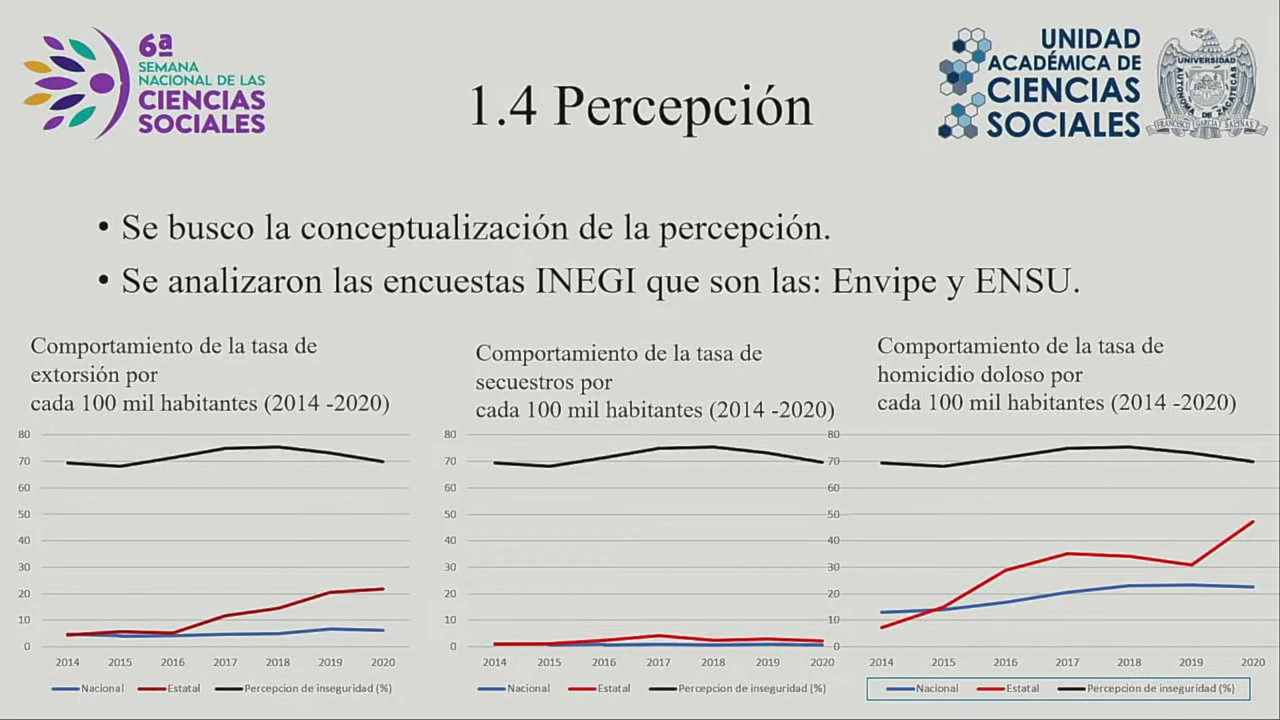 6ª
SEMANA
NACIONAL DE LAS
CIENCIAS
SOCIALES
UNIDAD
ACADÉMICA DE
CIENCIAS
SOCIALES
UNIVERSIDAD
AUTONOMA
DE
ZACATECAS
FRANCISCO GARCIA SALINAS
1.4 Percepción
• Se busco la conceptualización de la percepción.
• Se analizaron las encuestas INEGI que son las: Envipe y ENSU.
Comportamiento de la tasa de
extorsión por
cada 100 mil habitantes (2014 -2020)
80
70
60
50
40
30
20
10
0
2014 2015 2016 2017 2018 2019 2020
Nacional Estatal Percepcion de inseguridad (%)
Comportamiento de la tasa de
secuestros por
cada 100 mil habitantes (2014 -2020)
80
70
60
50
40
30
20
10
0
2014 2015 2016 2017 2018 2019 2020
Nacional Estatal Percepcion de inseguridad (%)
Comportamiento de la tasa de
homicidio doloso por
cada 100 mil habitantes (2014 -2020)
80
70
60
50
40
30
20
10
0
2014 2015 2016 2017 2018 2019 2020
Nacional Estatal Percepcion de inseguridad (%)